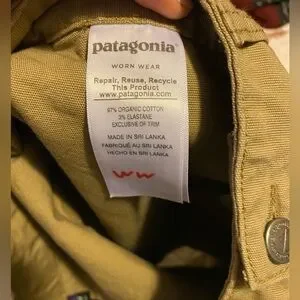 patagonia®
WORN WEAR
Repair, Reuse, Recycle
This Product
www.patagonia.com
97% ORGANIC COTTON
3% ELASTANE
EXCLUSIVE OF TRIM
MADE IN SRI LANKA
FABRIQUÉ AU SRI LANKA
HECHO EN SRI LANKA
WW